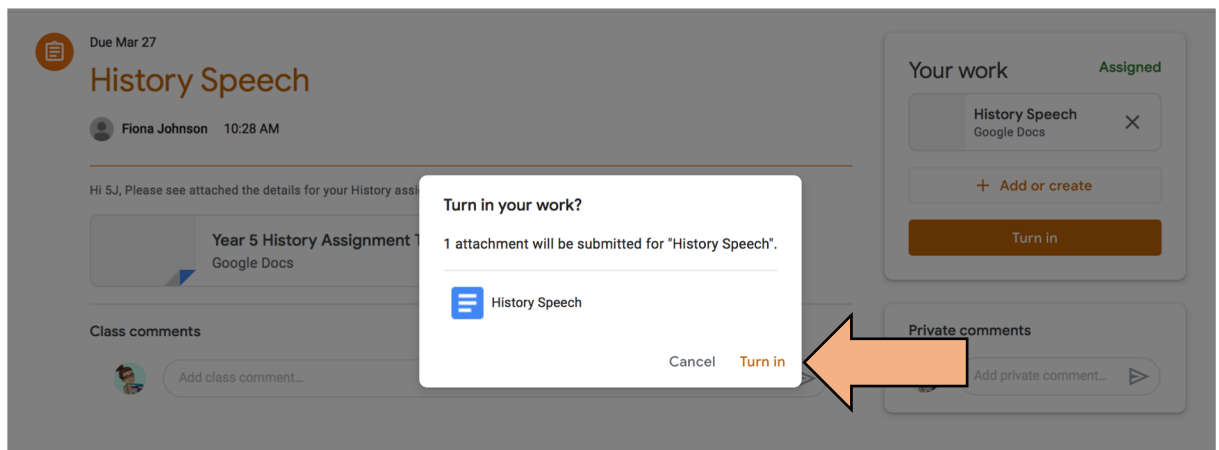 Due Mar 27
History Speech
Fiona Johnson 10:28 AM
Hi 5J, Please see attached the details for your History
Year 5 History Assignment
Google Docs
Class comments
Add class comment...
Turn in your work?
1 attachment will be submitted for "History Speech".
History Speech
Cancel Turn in
Your work Assigned
History Speech
Google Docs
+ Add or create
Turn in
Private comments
Add private comment...